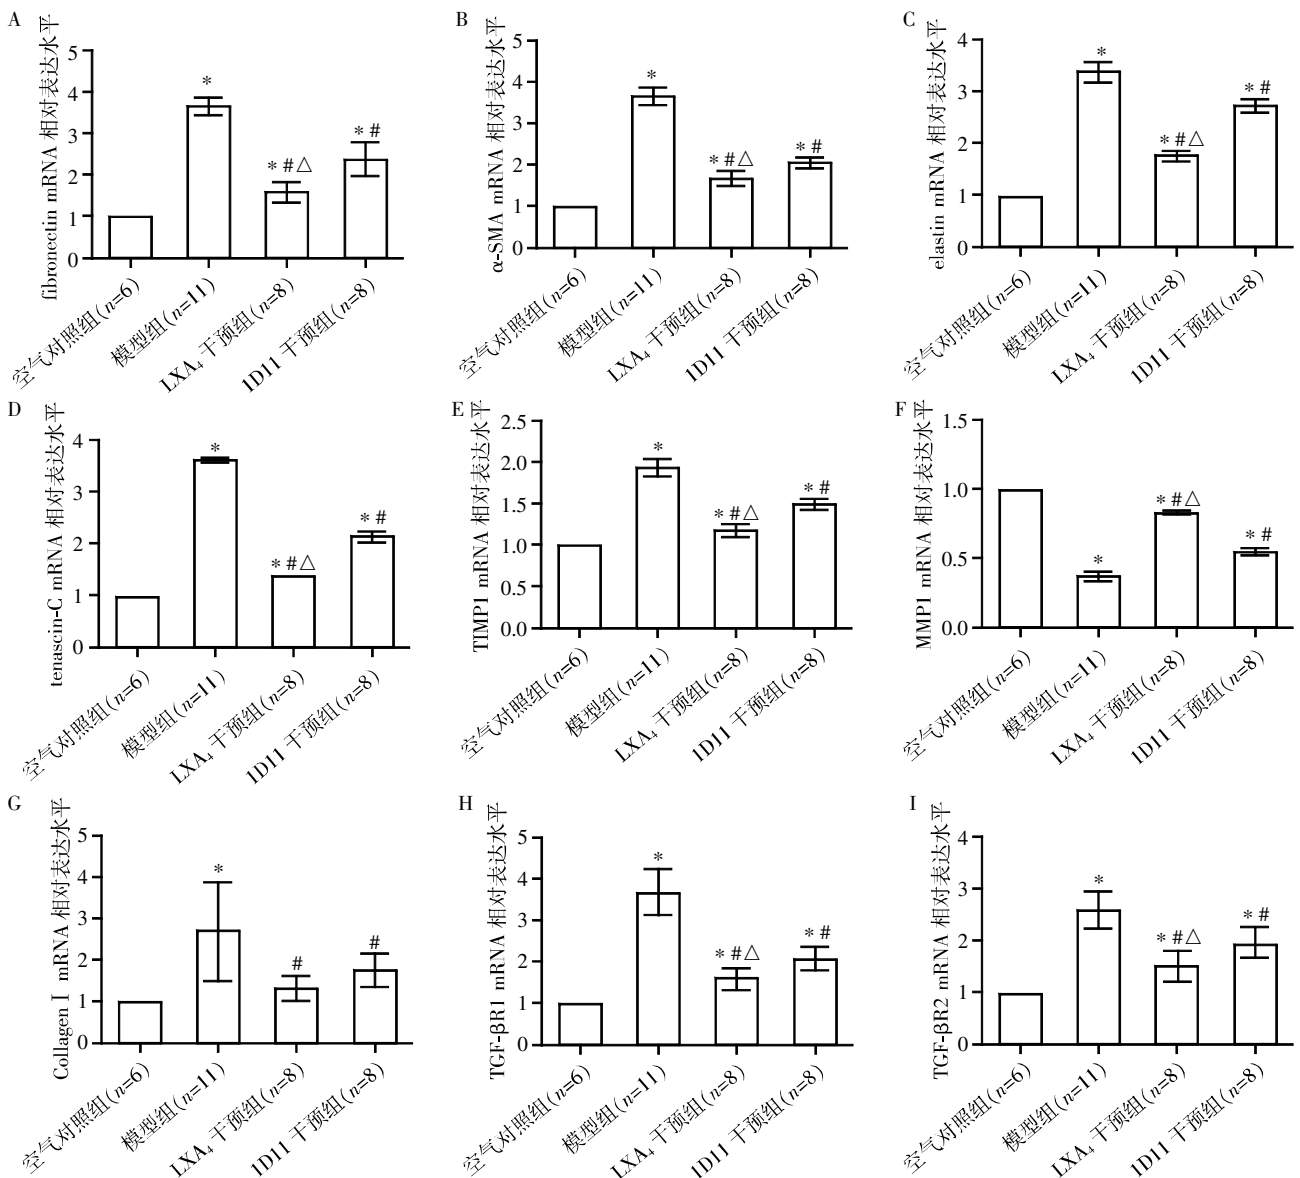 A
fibronectin mRNA 相对表达水平
5
4
3
2
1
0
*
*#△
*#
空气对照组(n=6)
模型组(n=11)
LXA₄ 干预组(n=8)
1D11 干预组(n=8)
B
α-SMA mRNA 相对表达水平
5
4
3
2
1
0
*
*#△
*#
空气对照组(n=6)
模型组(n=11)
LXA₄ 干预组(n=8)
1D11 干预组(n=8)
C
elastin mRNA 相对表达水平
4
3
2
1
0
*
*#△
*#
空气对照组(n=6)
模型组(n=11)
LXA₄ 干预组(n=8)
1D11 干预组(n=8)
D
tenascin-C mRNA 相对表达水平
4
3
2
1
0
*
*#△
*#
空气对照组(n=6)
模型组(n=11)
LXA₄ 干预组(n=8)
1D11 干预组(n=8)
E
TIMP1 mRNA 相对表达水平
2.5
2.0
1.5
1.0
0.5
0.0
*
*#△
*#
空气对照组(n=6)
模型组(n=11)
LXA₄ 干预组(n=8)
1D11 干预组(n=8)
F
MMP1 mRNA 相对表达水平
1.5
1.0
0.5
0.0
*
*#△
*#
空气对照组(n=6)
模型组(n=11)
LXA₄ 干预组(n=8)
1D11 干预组(n=8)
G
Collagen I mRNA 相对表达水平
5
4
3
2
1
0
*
#
#
空气对照组(n=6)
模型组(n=11)
LXA₄ 干预组(n=8)
1D11 干预组(n=8)
H
TGF-βR1 mRNA 相对表达水平
5
4
3
2
1
0
*
*#△
*#
空气对照组(n=6)
模型组(n=11)
LXA₄ 干预组(n=8)
1D11 干预组(n=8)
I
TGF-βR2 mRNA 相对表达水平
4
3
2
1
0
*
*#△
*#
空气对照组(n=6)
模型组(n=11)
LXA₄ 干预组(n=8)
1D11 干预组(n=8)